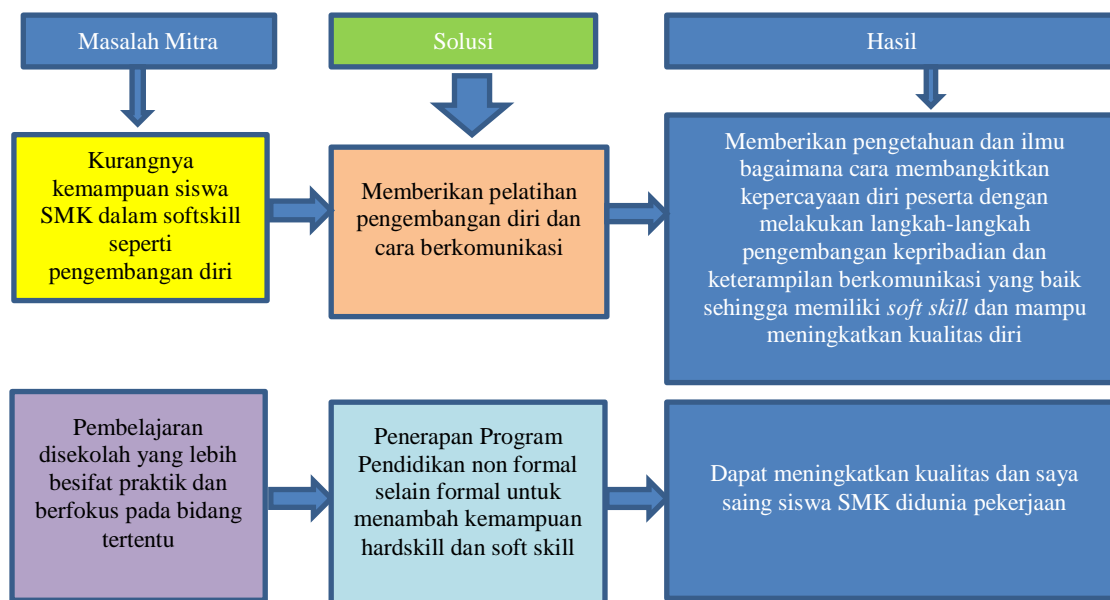 Masalah Mitra
Solusi
Hasil
Kurangnya
kemampuan siswa
SMK dalam softskill
seperti
pengembangan diri
Memberikan pelatihan
pengembangan diri dan
cara berkomunikasi
Memberikan pengetahuan dan ilmu
bagaimana cara membangkitkan
kepercayaan diri peserta dengan
melakukan langkah-langkah
pengembangan kepribadian dan
keterampilan berkomunikasi yang baik
sehingga memiliki soft skill dan mampu
meningkatkan kualitas diri
Pembelajaran
disekolah yang lebih
besifat praktik dan
berfokus pada bidang
tertentu
Penerapan Program
Pendidikan non formal
selain formal untuk
menambah kemampuan
hardskill dan soft skill
Dapat meningkatkan kualitas dan saya
saing siswa SMK didunia pekerjaan